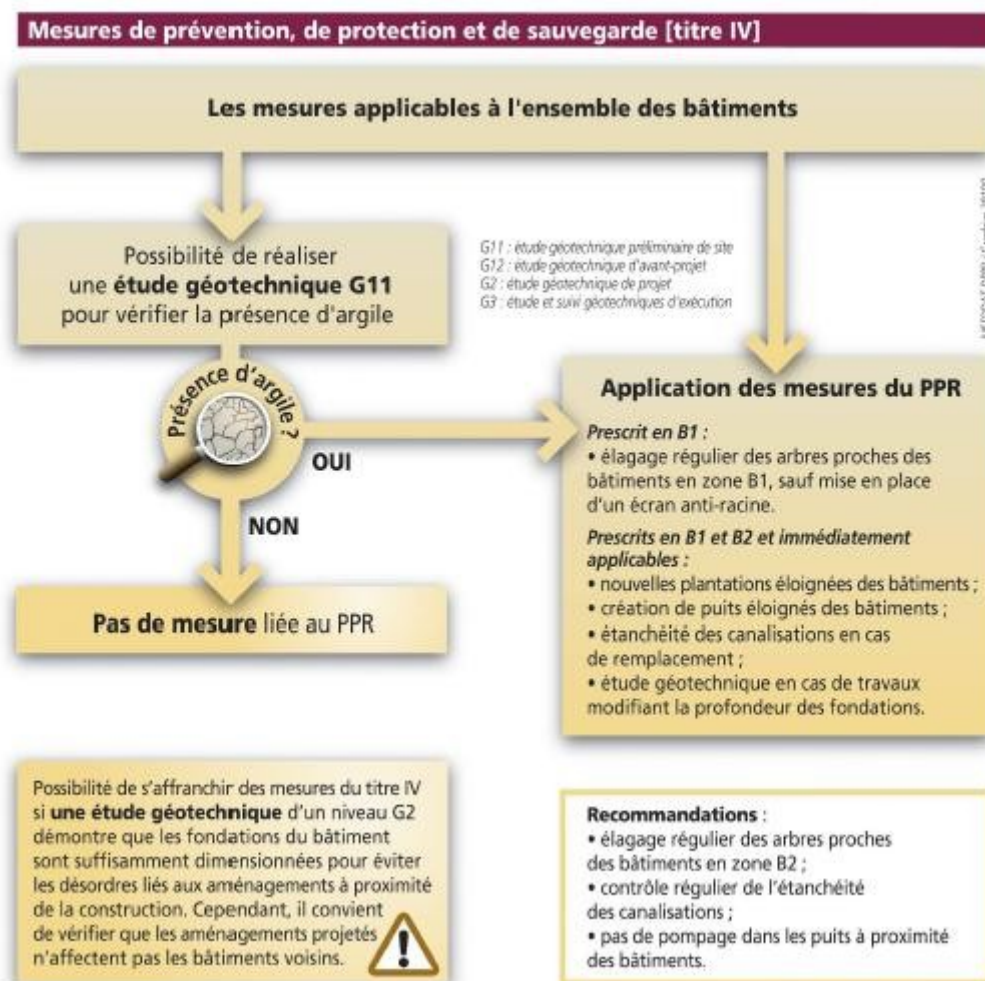 Mesures de prévention, de protection et de sauvegarde [titre IV]
Les mesures applicables à l'ensemble des bâtiments
Possibilité de réaliser
une étude géotechnique G11
pour vérifier la présence d'argile
G11 : étude géotechnique préliminaire de site
G12 : étude géotechnique d'avant-projet
G2 : étude géotechnique de projet
G3 : étude et suivi géotechniques d'exécution
Présence d'argile ?
OUI
NON
Pas de mesure liée au PPR
Application des mesures du PPR
Prescrit en B1 :
• élagage régulier des arbres proches des
bâtiments en zone B1, sauf mise en place
d'un écran anti-racine.
Prescrits en B1 et B2 et immédiatement
applicables :
• nouvelles plantations éloignées des bâtiments ;
• création de puits éloignés des bâtiments ;
• étanchéité des canalisations en cas
de remplacement ;
• étude géotechnique en cas de travaux
modifiant la profondeur des fondations.
Possibilité de s'affranchir des mesures du titre IV
si une étude géotechnique d'un niveau G2
démontre que les fondations du bâtiment
sont suffisamment dimensionnées pour éviter
les désordres liés aux aménagements à proximité
de la construction. Cependant, il convient
de vérifier que les aménagements projetés
n'affectent pas les bâtiments voisins.
Recommandations :
• élagage régulier des arbres proches
des bâtiments en zone B2 ;
• contrôle régulier de l'étanchéité
des canalisations ;
• pas de pompage dans les puits à proximité
des bâtiments.